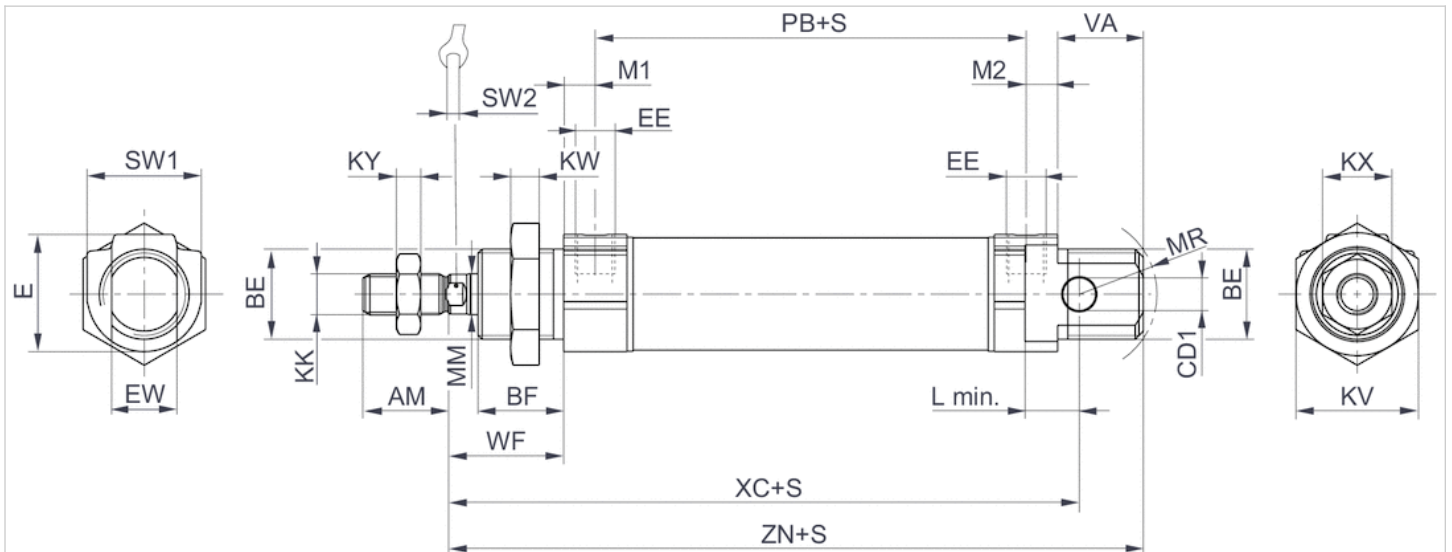 PB+S
VA
M1
M2
SW2
EE
SW1
KY
KW
EE
KX
MR
E
BE
BE
KK
MM
CD1
EW
AM
BF
L min.
KV
WF
XC+S
ZN+S